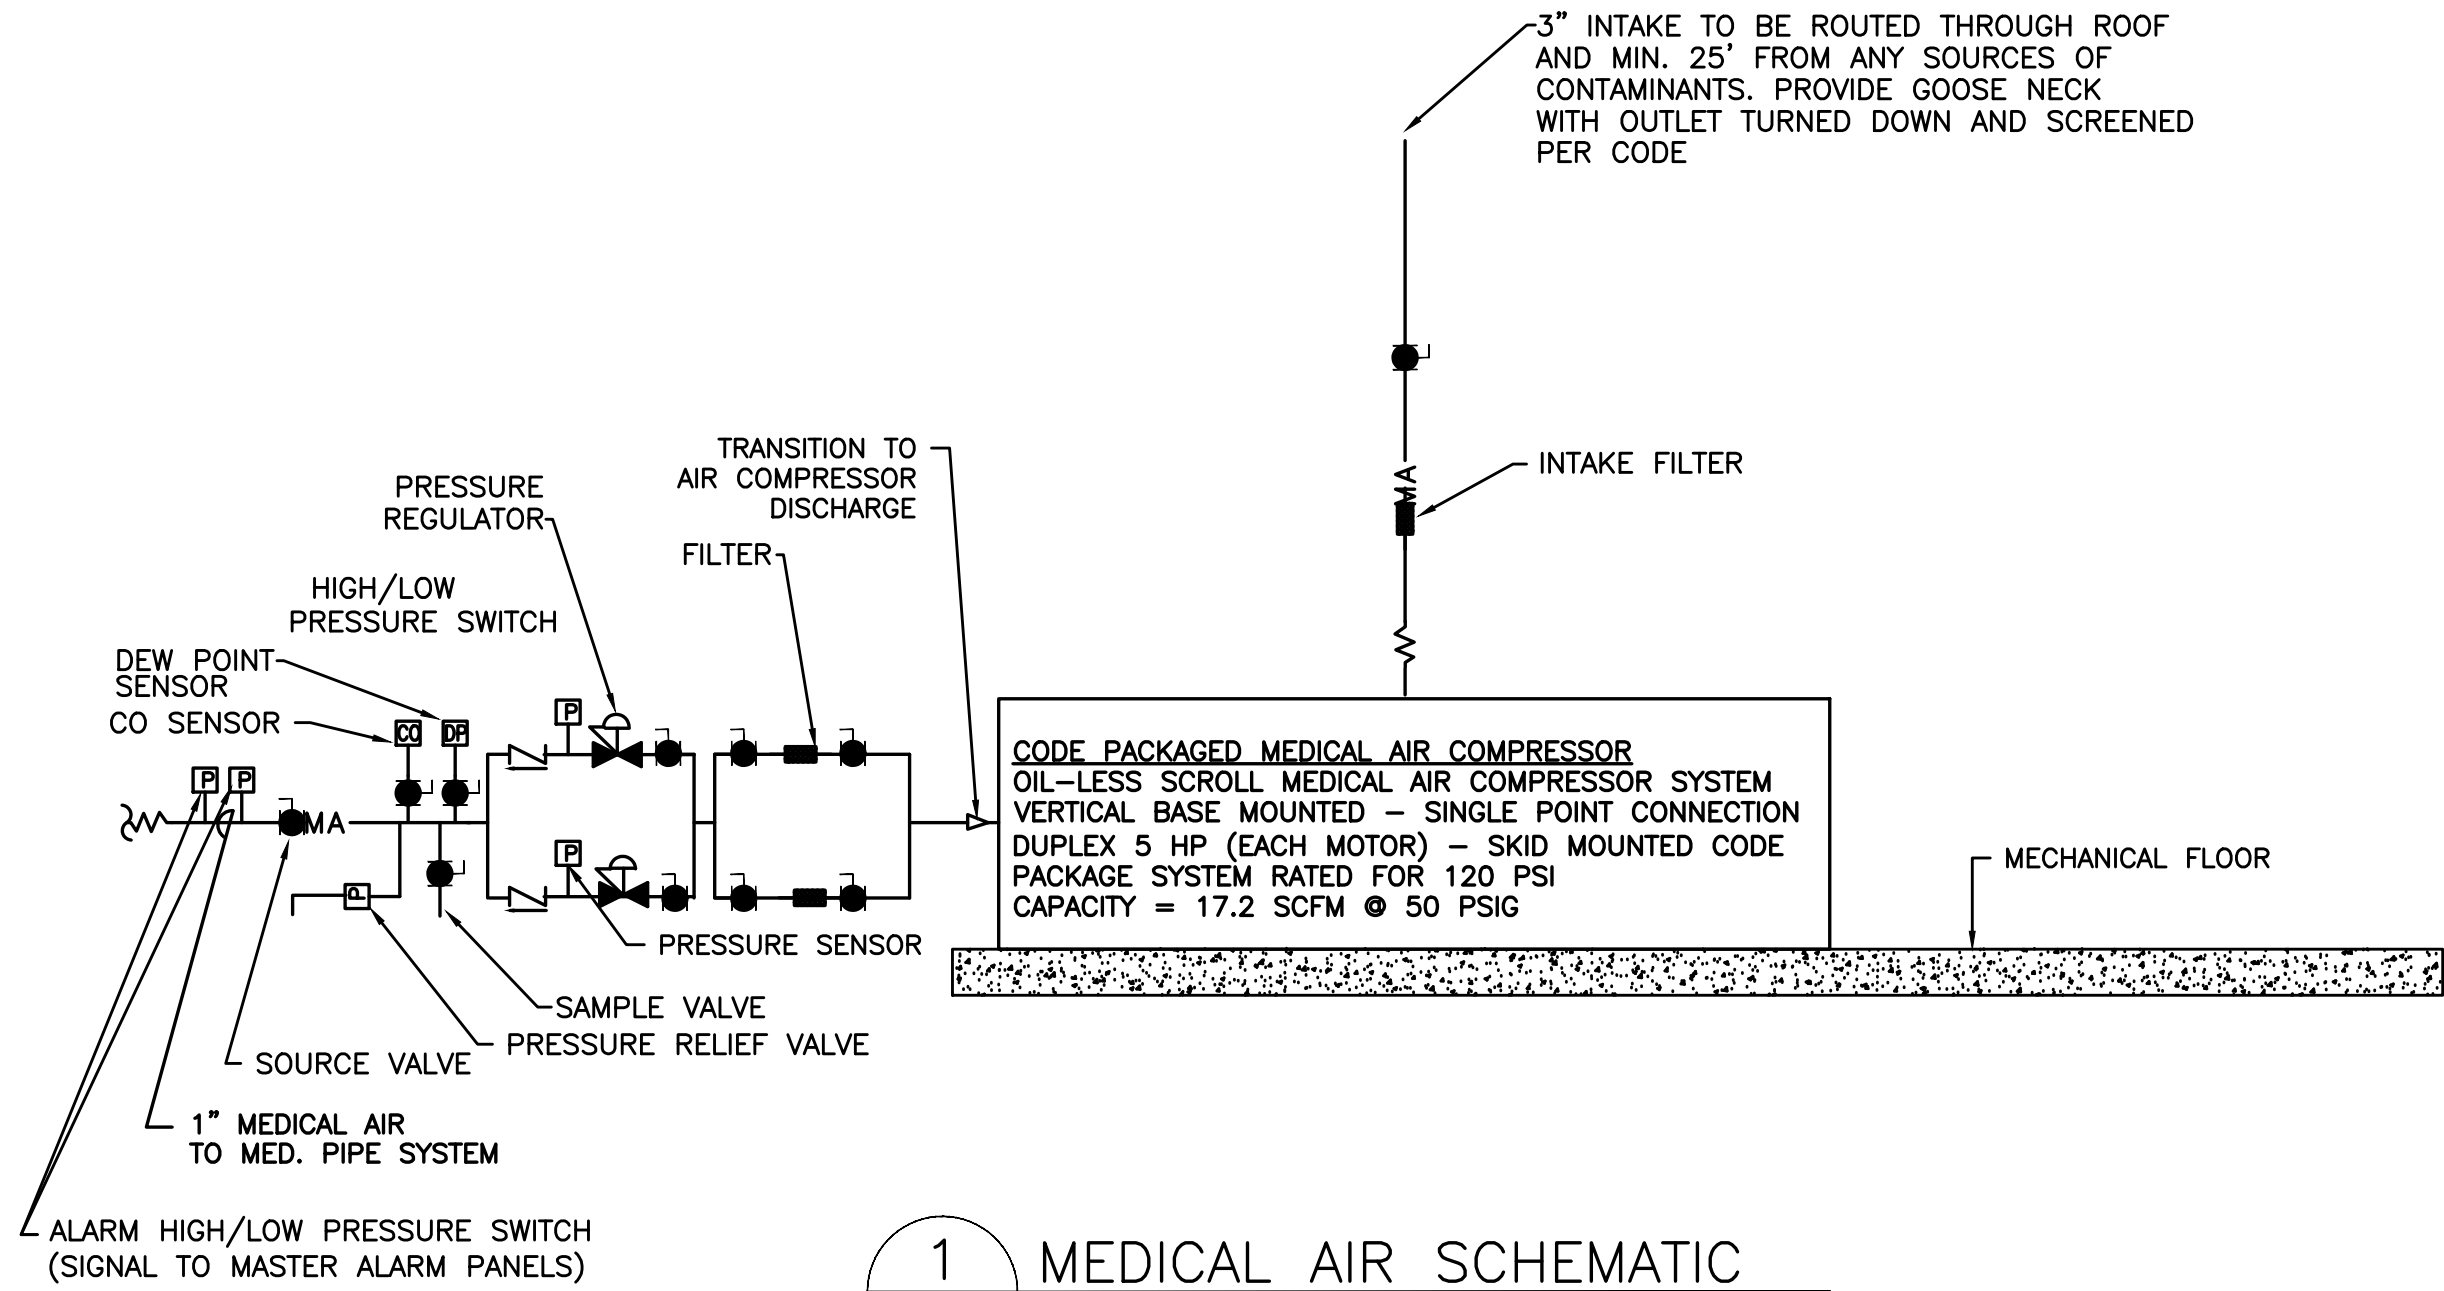 3” INTAKE TO BE ROUTED THROUGH ROOF
AND MIN. 25’ FROM ANY SOURCES OF
CONTAMINANTS. PROVIDE GOOSE NECK
WITH OUTLET TURNED DOWN AND SCREENED
PER CODE
MA
INTAKE FILTER
TRANSITION TO
AIR COMPRESSOR
DISCHARGE
PRESSURE
REGULATOR
FILTER
HIGH/LOW
PRESSURE SWITCH
DEW POINT
SENSOR
CO SENSOR
CO
DP
P
P
P
MA
P
P
PRESSURE SENSOR
SAMPLE VALVE
PRESSURE RELIEF VALVE
SOURCE VALVE
1” MEDICAL AIR
TO MED. PIPE SYSTEM
ALARM HIGH/LOW PRESSURE SWITCH
(SIGNAL TO MASTER ALARM PANELS)
CODE PACKAGED MEDICAL AIR COMPRESSOR
OIL-LESS SCROLL MEDICAL AIR COMPRESSOR SYSTEM
VERTICAL BASE MOUNTED - SINGLE POINT CONNECTION
DUPLEX 5 HP (EACH MOTOR) - SKID MOUNTED CODE
PACKAGE SYSTEM RATED FOR 120 PSI
CAPACITY = 17.2 SCFM @ 50 PSIG
MECHANICAL FLOOR
1 MEDICAL AIR SCHEMATIC